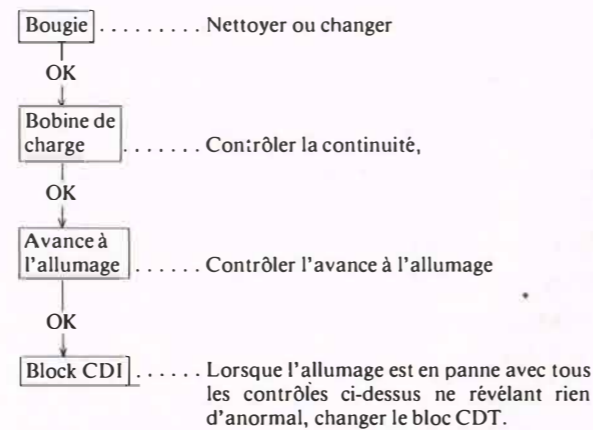 Bougie ......... Nettoyer ou changer
OK
Bobine de
charge ....... Contrôler la continuité,
OK
Avance à
l'allumage ...... Contrôler l'avance à l'allumage
OK
Block CDI ...... Lorsque l'allumage est en panne avec tous
les contrôles ci-dessus ne révélant rien
d'anormal, changer le bloc CDT.